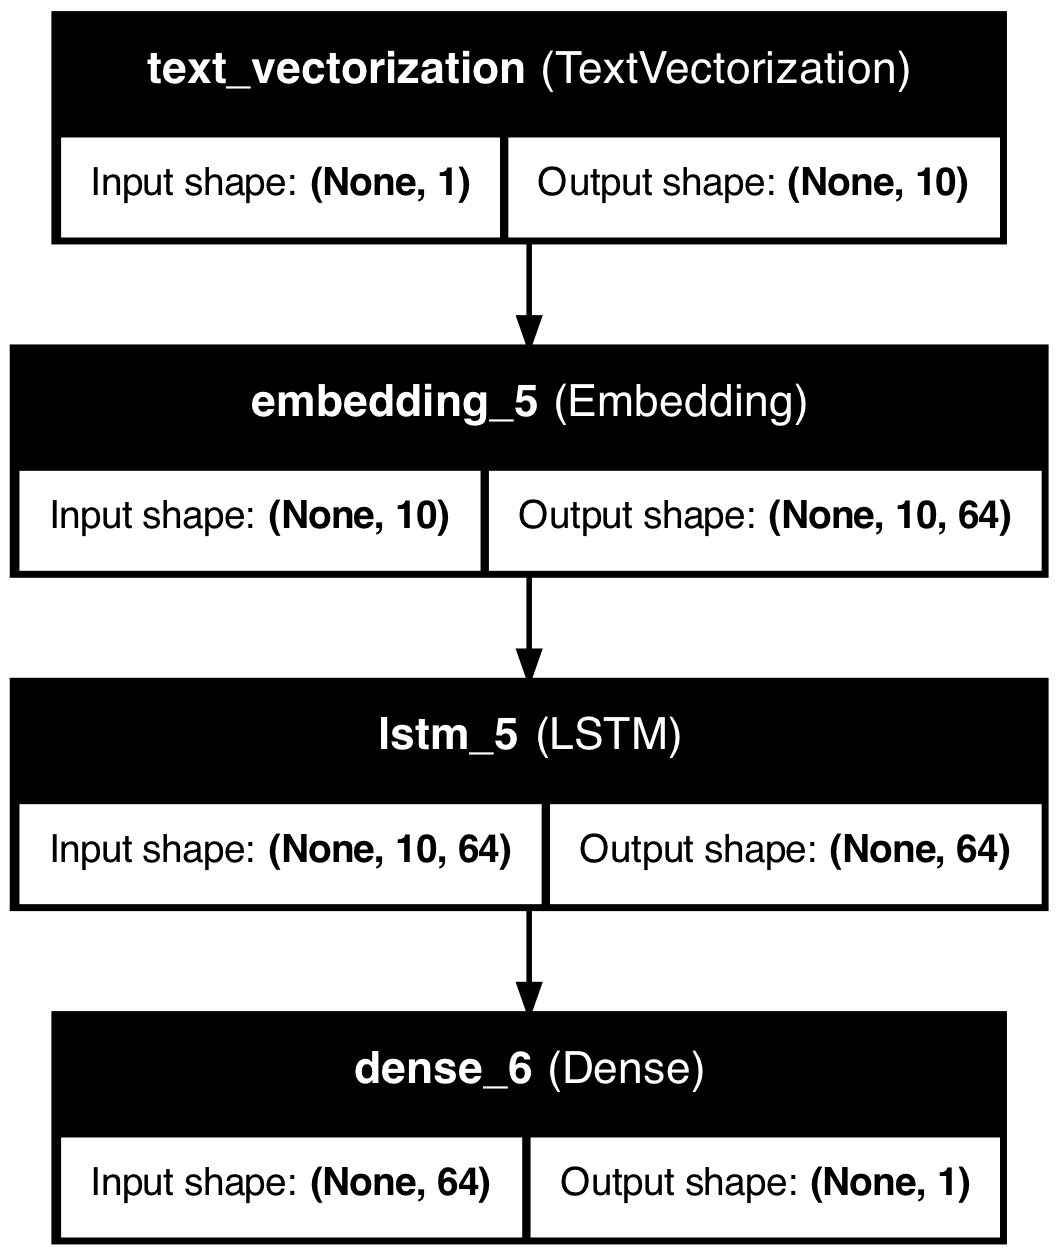 text_vectorization (TextVectorization)
Input shape: (None, 1) Output shape: (None, 10)
embedding_5 (Embedding)
Input shape: (None, 10) Output shape: (None, 10, 64)
lstm_5 (LSTM)
Input shape: (None, 10, 64) Output shape: (None, 64)
dense_6 (Dense)
Input shape: (None, 64) Output shape: (None, 1)